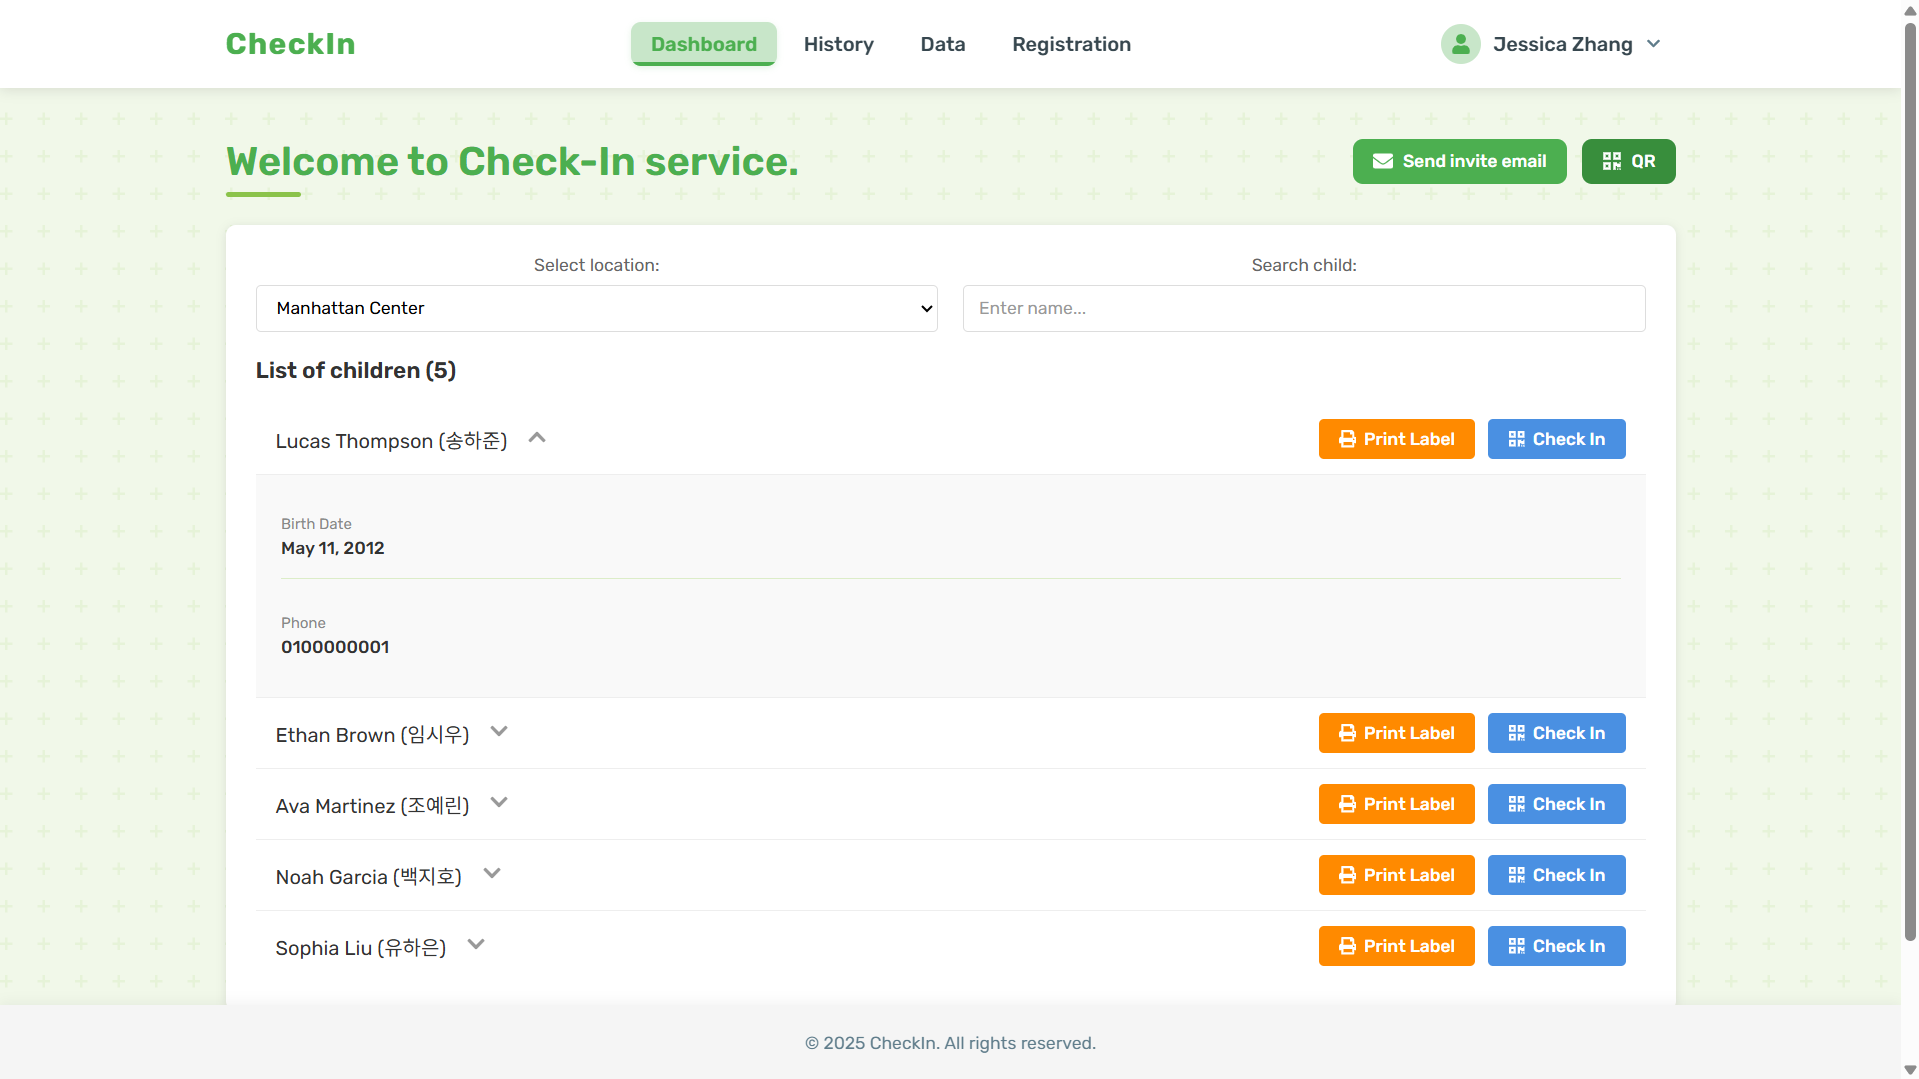 CheckIn
Dashboard
History
Data
Registration
Jessica Zhang
Welcome to Check-In service.
Send invite email
QR
Select location:
Search child:
Manhattan Center
Enter name...
List of children (5)
Lucas Thompson (송하준)
Print Label
Check In
Birth Date
May 11, 2012
Phone
0100000001
Ethan Brown (임시우)
Print Label
Check In
Ava Martinez (조예린)
Print Label
Check In
Noah Garcia (백지호)
Print Label
Check In
Sophia Liu (유하은)
Print Label
Check In
© 2025 CheckIn. All rights reserved.